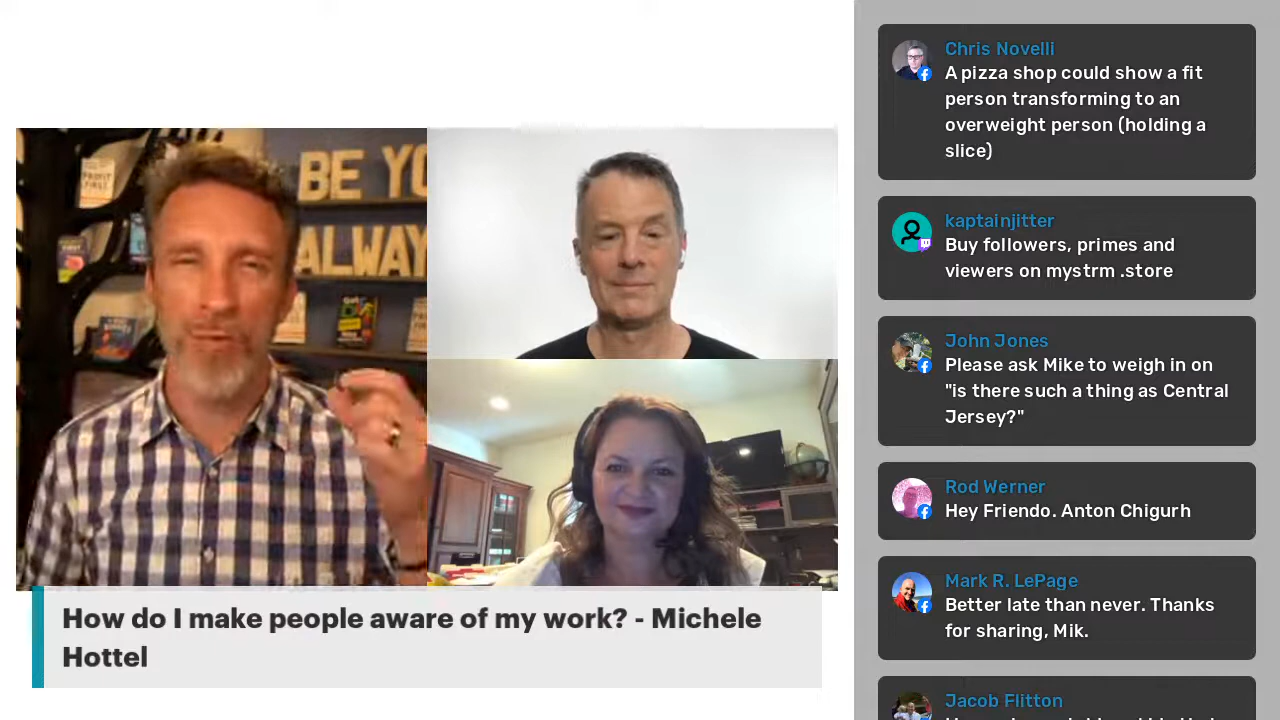 BE YO
ALWAY
PROFIT
FIRST
How do I make people aware of my work? - Michele
Hottel
Chris Novelli
A pizza shop could show a fit
person transforming to an
overweight person (holding a
slice)
kaptainjitter
Buy followers, primes and
viewers on mystrm .store
John Jones
Please ask Mike to weigh in on
"is there such a thing as Central
Jersey?"
Rod Werner
Hey Friendo. Anton Chigurh
Mark R. LePage
Better late than never. Thanks
for sharing, Mik.
Jacob Flitton